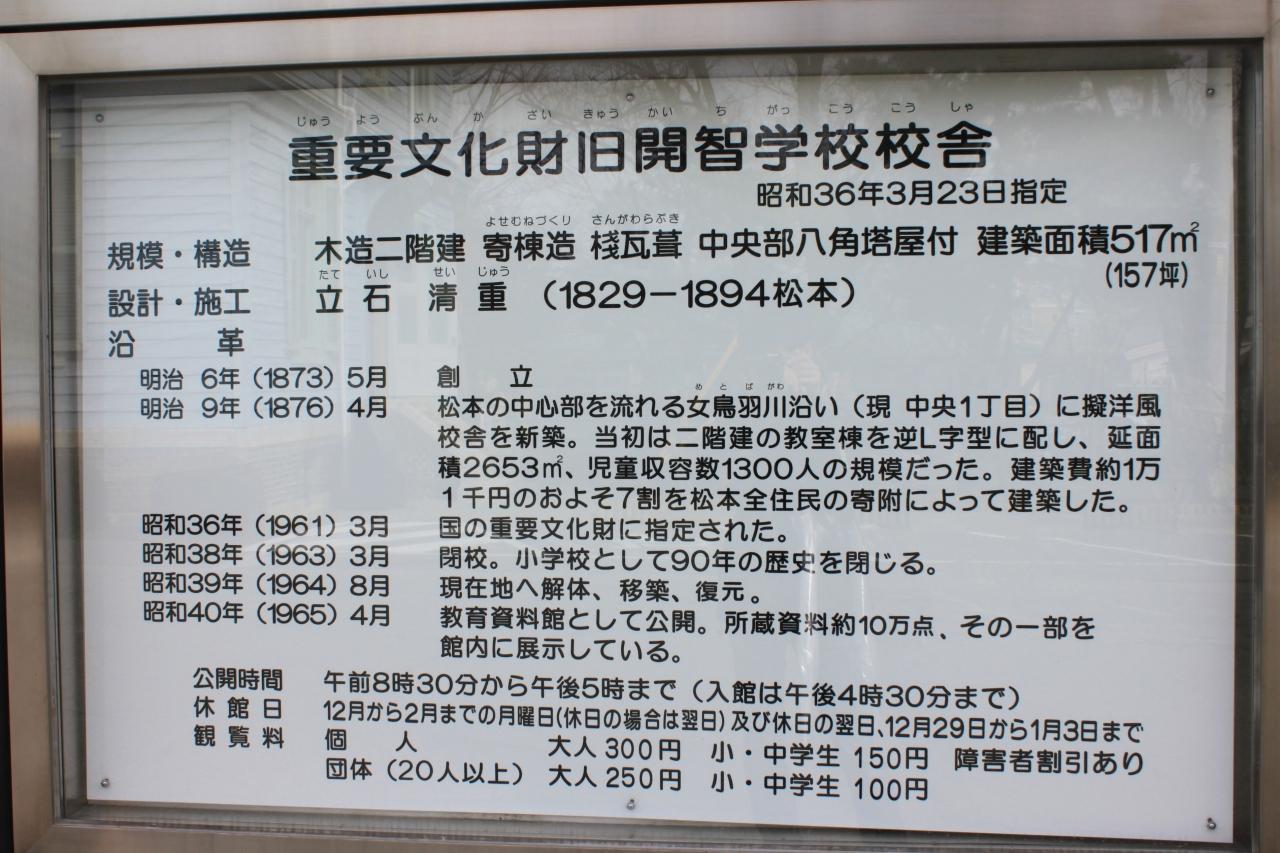 じゅう よう ぶん か ざい きゅう かい ち がっ こう こう しゃ
重要文化財旧開智学校校舎
昭和36年3月23日指定
よせむねづくり さんがわらぶき
規模・構造 木造二階建 寄棟造 棧瓦葺 中央部八角塔屋付 建築面積517㎡
(157坪)
たて いし せい じゅう
設計・施工 立石 清重 (1829−1894松本)
沿 革
明治 6年(1873)5月 創 立
めとばがわ
明治 9年(1876)4月 松本の中心部を流れる女鳥羽川沿い(現 中央1丁目)に擬洋風
校舎を新築。当初は二階建の教室棟を逆L字型に配し、延面
積2653㎡、児童収容数1300人の規模だった。建築費約1万
1千円のおよそ7割を松本全住民の寄附によって建築した。
昭和36年(1961)3月 国の重要文化財に指定された。
昭和38年(1963)3月 閉校。小学校として90年の歴史を閉じる。
昭和39年(1964)8月 現在地へ解体、移築、復元。
昭和40年(1965)4月 教育資料館として公開。所蔵資料約10万点、その一部を
館内に展示している。
公開時間 午前8時30分から午後5時まで(入館は午後4時30分まで)
休館日 12月から2月までの月曜日(休日の場合は翌日)及び休日の翌日、12月29日から1月3日まで
観覧料 個 人 大人300円 小・中学生 150円 障害者割引あり
団体(20人以上) 大人250円 小・中学生 100円